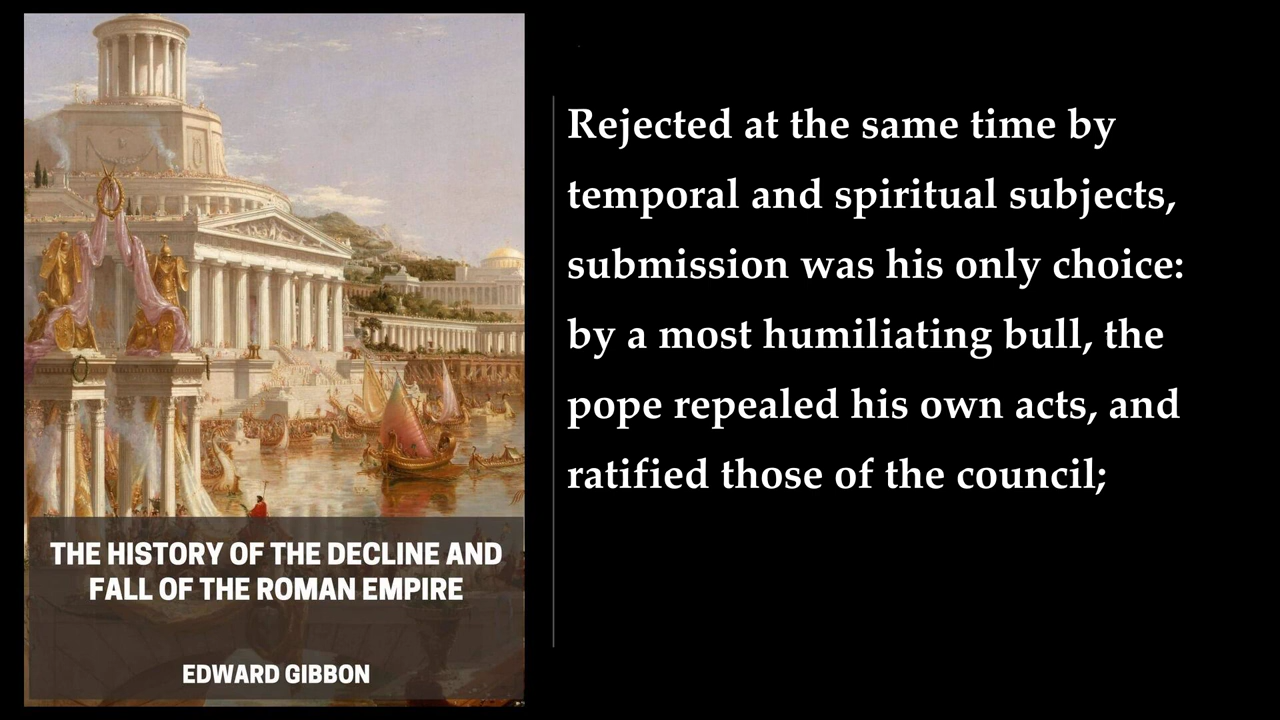 THE HISTORY OF THE DECLINE AND
FALL OF THE ROMAN EMPIRE
EDWARD GIBBON
Rejected at the same time by
temporal and spiritual subjects,
submission was his only choice:
by a most humiliating bull, the
pope repealed his own acts, and
ratified those of the council;